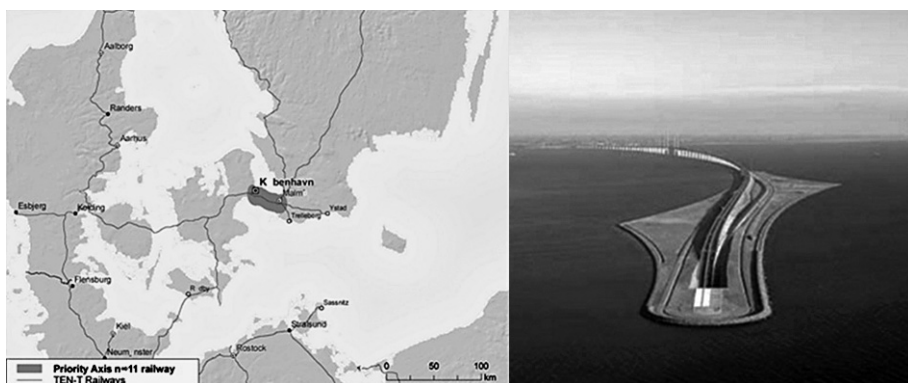 Aalborg
Randers
Aarhus
K benhavn
Malm
Esbjerg
Kolding
Trelleborg
Ystad
Flensburg
R dby
Sassnitz
Kiel
Stralsund
Neum nster
Rostock
Priority Axis n=11 railway
TEN-T Railways
0 50 100
km